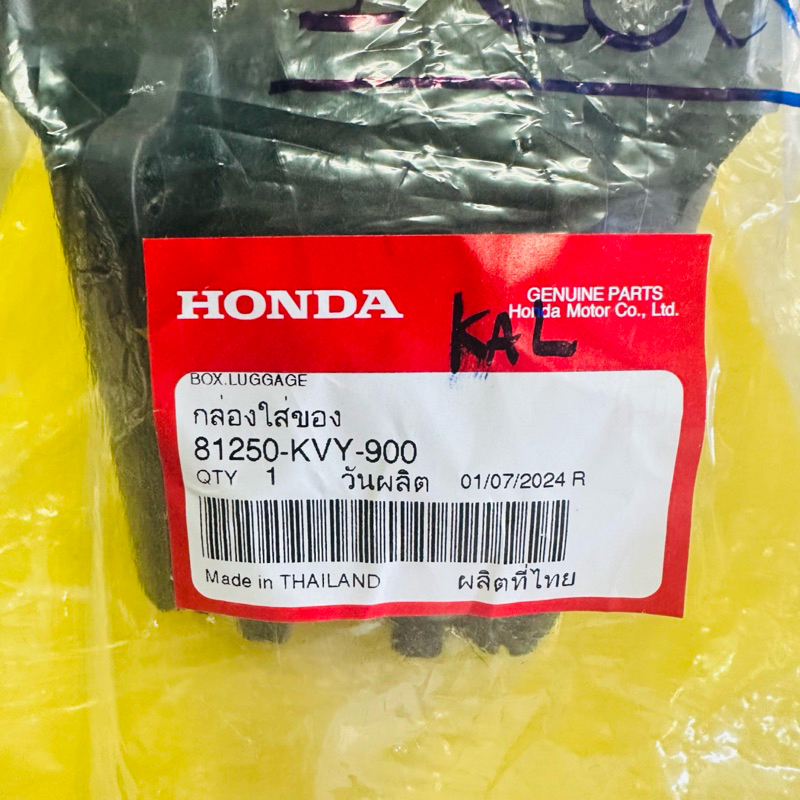 HONDA
GENUINE PARTS
Honda Motor Co., Ltd.
KAL
BOX.LUGGAGE
กล่องใส่ของ
81250-KVY-900
QTY 1 วันผลิต 01/07/2024 R
Made in THAILAND ผลิตที่ไทย